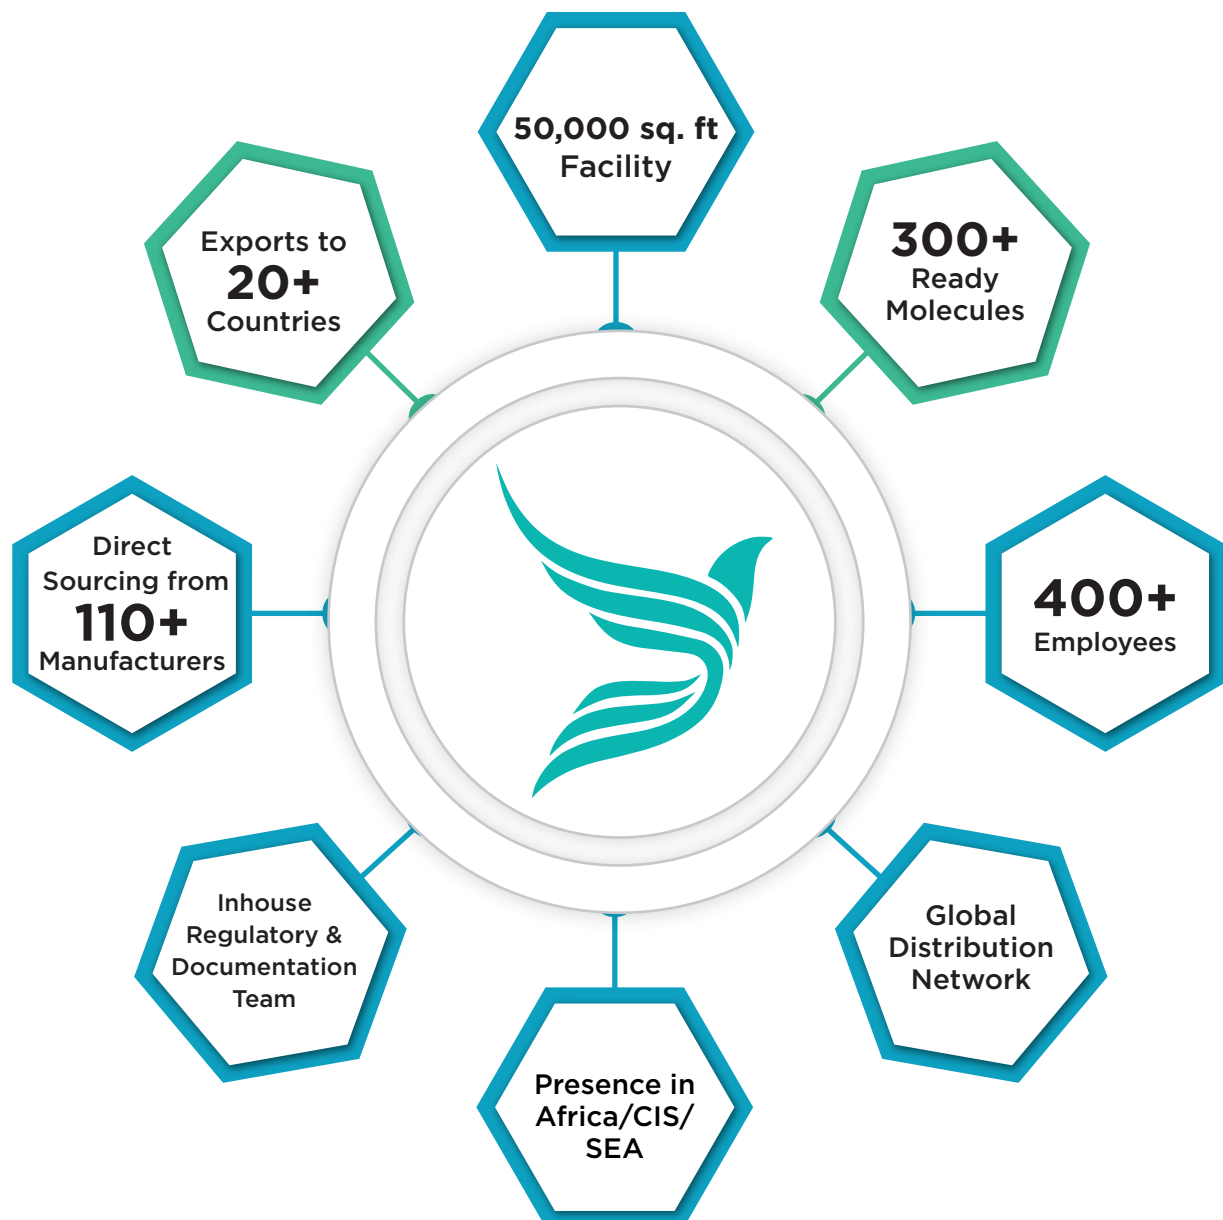 50,000 sq. ft
Facility
300+
Ready
Molecules
400+
Employees
Global
Distribution
Network
Presence in
Africa/CIS/
SEA
Inhouse
Regulatory &
Documentation
Team
Direct
Sourcing from
110+
Manufacturers
Exports to
20+
Countries